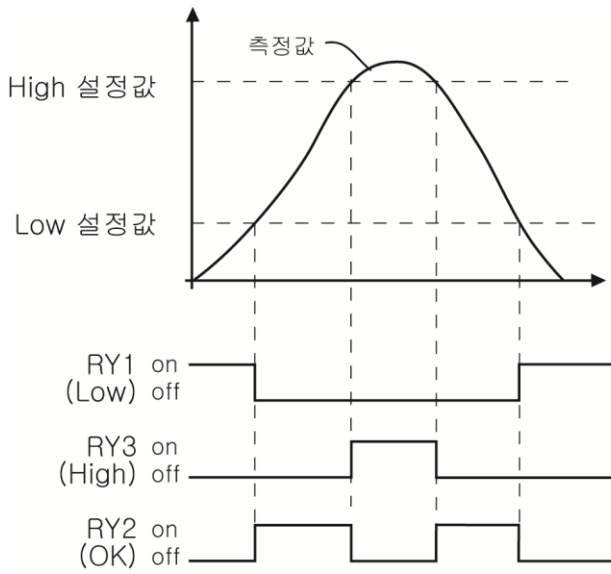 측정값
High 설정값
Low 설정값
RY1 on
(Low) off
RY3 on
(High) off
RY2 on
(OK) off